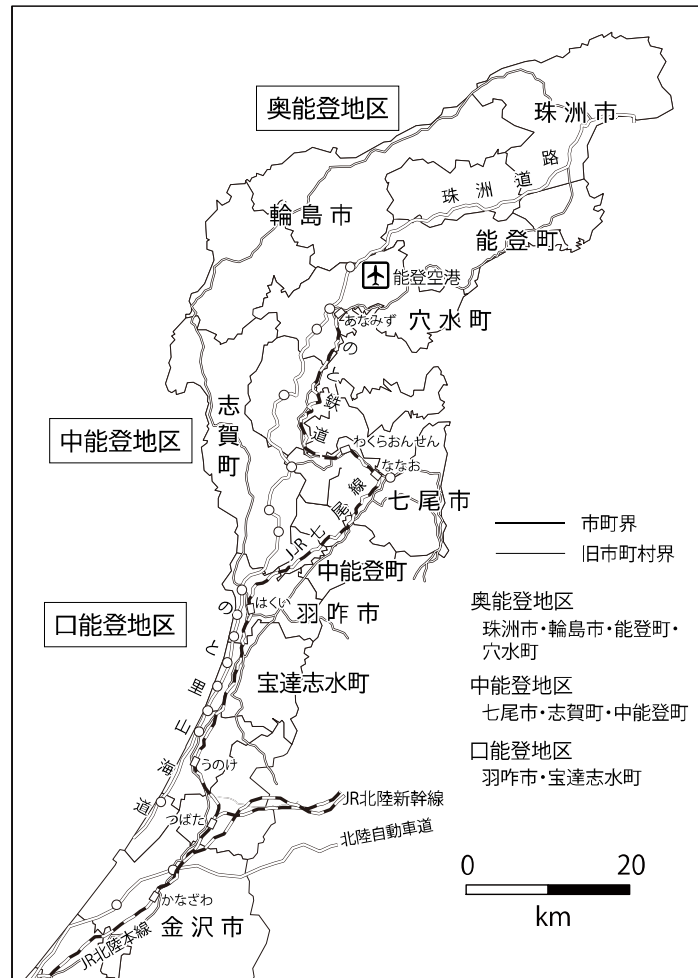 奥能登地区
珠洲市
珠洲道路
輪島市
能登町
能登空港
あなみず
穴水町
のと鉄道
志賀町
中能登地区
わくらおんせん
ななお
七尾市
JR七尾線
中能登町
はくい
羽咋市
口能登地区
のと里山海道
宝達志水町
うのけ
つばた
JR北陸新幹線
北陸自動車道
かなざわ
金沢市
JR北陸本線
市町界
旧市町村界
奥能登地区
珠洲市・輪島市・能登町・
穴水町
中能登地区
七尾市・志賀町・中能登町
口能登地区
羽咋市・宝達志水町
0 20
km